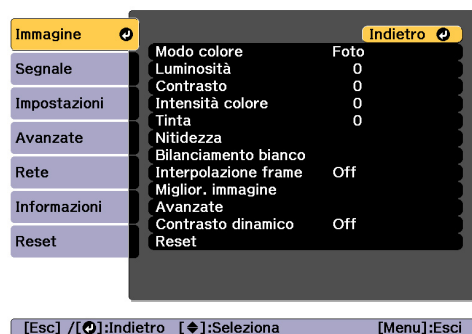 Immagine
Segnale
Impostazioni
Avanzate
Rete
Informazioni
Reset
Indietro
Modo colore Foto
Luminosità 0
Contrasto 0
Intensità colore 0
Tinta 0
Nitidezza
Bilanciamento bianco
Interpolazione frame Off
Miglior. immagine
Avanzate
Contrasto dinamico Off
Reset
[Esc] /[⏎]:Indietro [◆]:Seleziona [Menu]:Esci